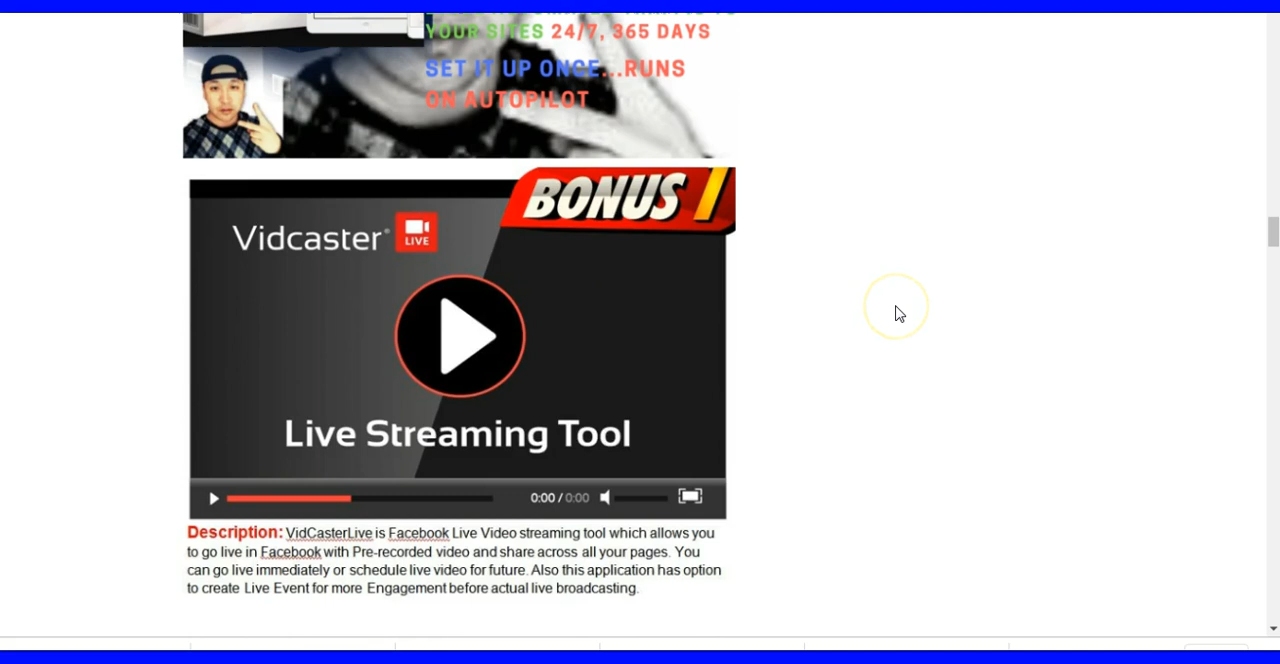 YOUR SITES 24/7, 365 DAYS
SET IT UP ONCE...RUNS
ON AUTOPILOT
BONUS 1
Vidcaster®
LIVE
Live Streaming Tool
0:00 / 0:00
Description: VidCasterLive is Facebook Live Video streaming tool which allows you
to go live in Facebook with Pre-recorded video and share across all your pages. You
can go live immediately or schedule live video for future. Also this application has option
to create Live Event for more Engagement before actual live broadcasting.